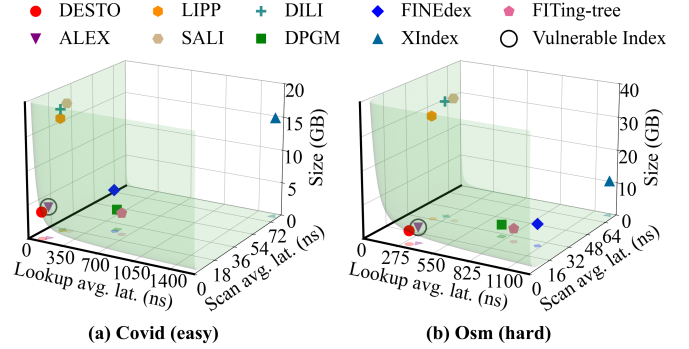 DESTO LIPP DILI FINEdex FITing-tree
ALEX SALI DPGM XIndex Vulnerable Index
20
15
10
5
0
Size (GB)
72
54
36
18
0
Scan avg. lat. (ns)
0 350 700 1050 1400
Lookup avg. lat. (ns)
(a) Covid (easy)
40
30
20
10
0
Size (GB)
64
48
32
16
0
Scan avg. lat. (ns)
0 275 550 825 1100
Lookup avg. lat. (ns)
(b) Osm (hard)